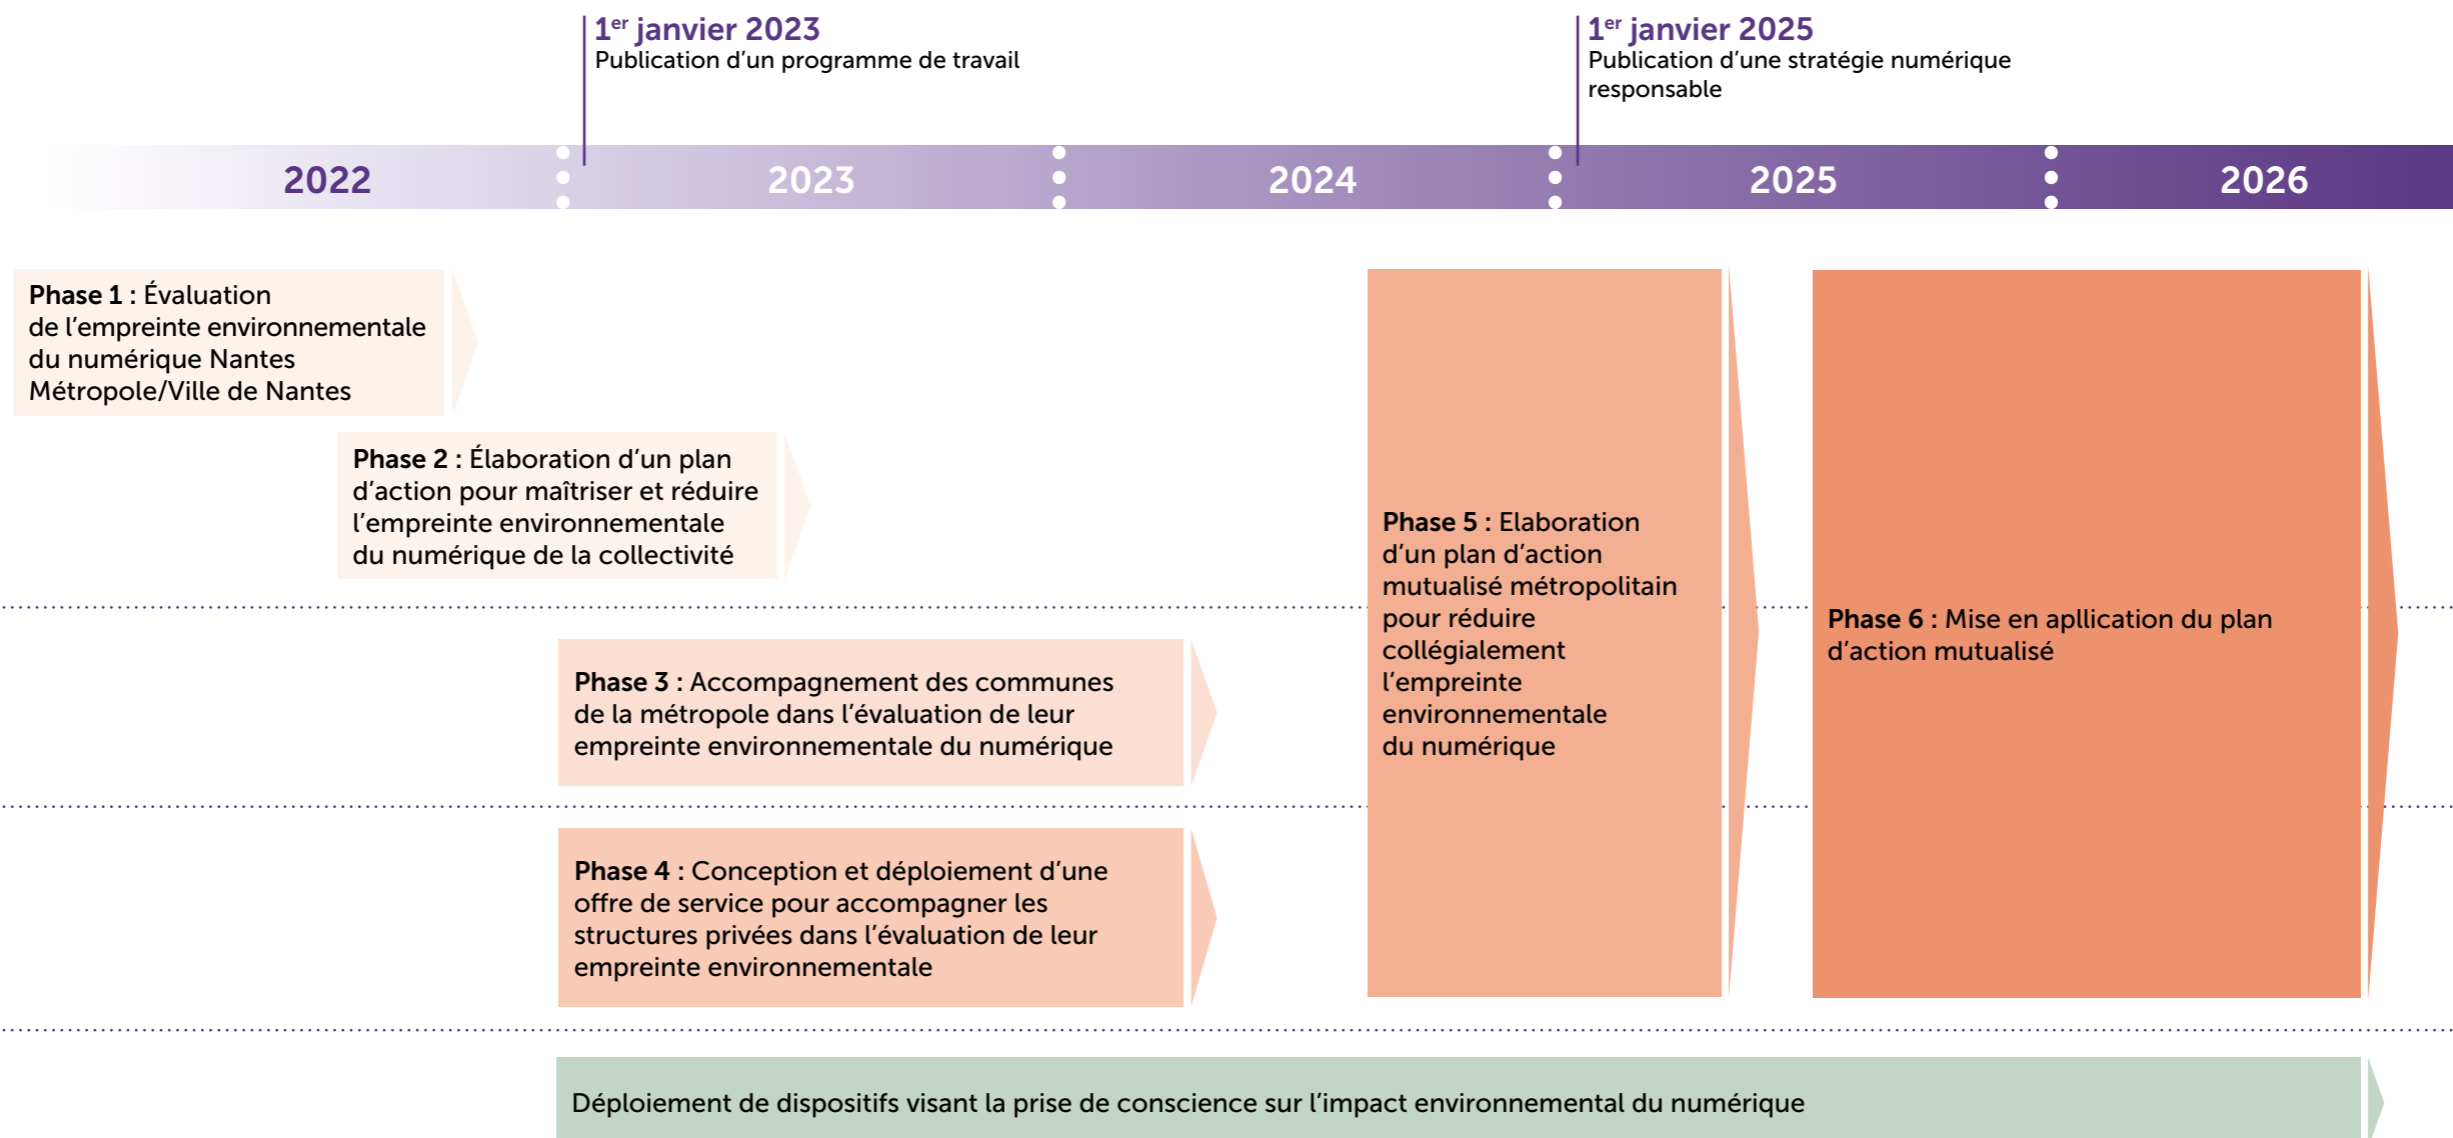 1er janvier 2023
Publication d’un programme de travail
1er janvier 2025
Publication d’une stratégie numérique
responsable
2022
2023
2024
2025
2026
Phase 1 : Évaluation
de l’empreinte environnementale
du numérique Nantes
Métropole/Ville de Nantes
Phase 2 : Élaboration d’un plan
d’action pour maîtriser et réduire
l’empreinte environnementale
du numérique de la collectivité
Phase 3 : Accompagnement des communes
de la métropole dans l’évaluation de leur
empreinte environnementale du numérique
Phase 4 : Conception et déploiement d’une
offre de service pour accompagner les
structures privées dans l’évaluation de leur
empreinte environnementale
Phase 5 : Elaboration
d’un plan d’action
mutualisé métropolitain
pour réduire
collégialement
l’empreinte
environnementale
du numérique
Phase 6 : Mise en apllication du plan
d’action mutualisé
Déploiement de dispositifs visant la prise de conscience sur l’impact environnemental du numérique